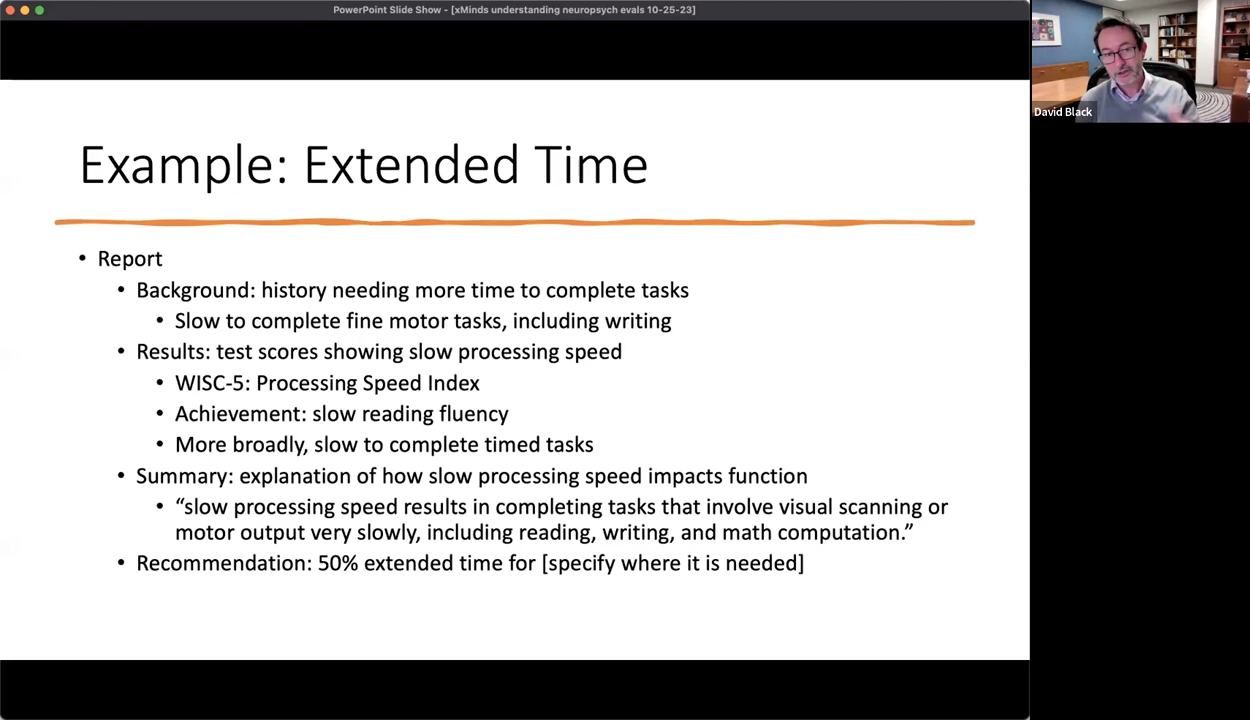 PowerPoint Slide Show - [xMinds understanding neuropsych evals 10-25-23]
David Black
Example: Extended Time
• Report
• Background: history needing more time to complete tasks
• Slow to complete fine motor tasks, including writing
• Results: test scores showing slow processing speed
• WISC-5: Processing Speed Index
• Achievement: slow reading fluency
• More broadly, slow to complete timed tasks
• Summary: explanation of how slow processing speed impacts function
• “slow processing speed results in completing tasks that involve visual scanning or
motor output very slowly, including reading, writing, and math computation.”
• Recommendation: 50% extended time for [specify where it is needed]